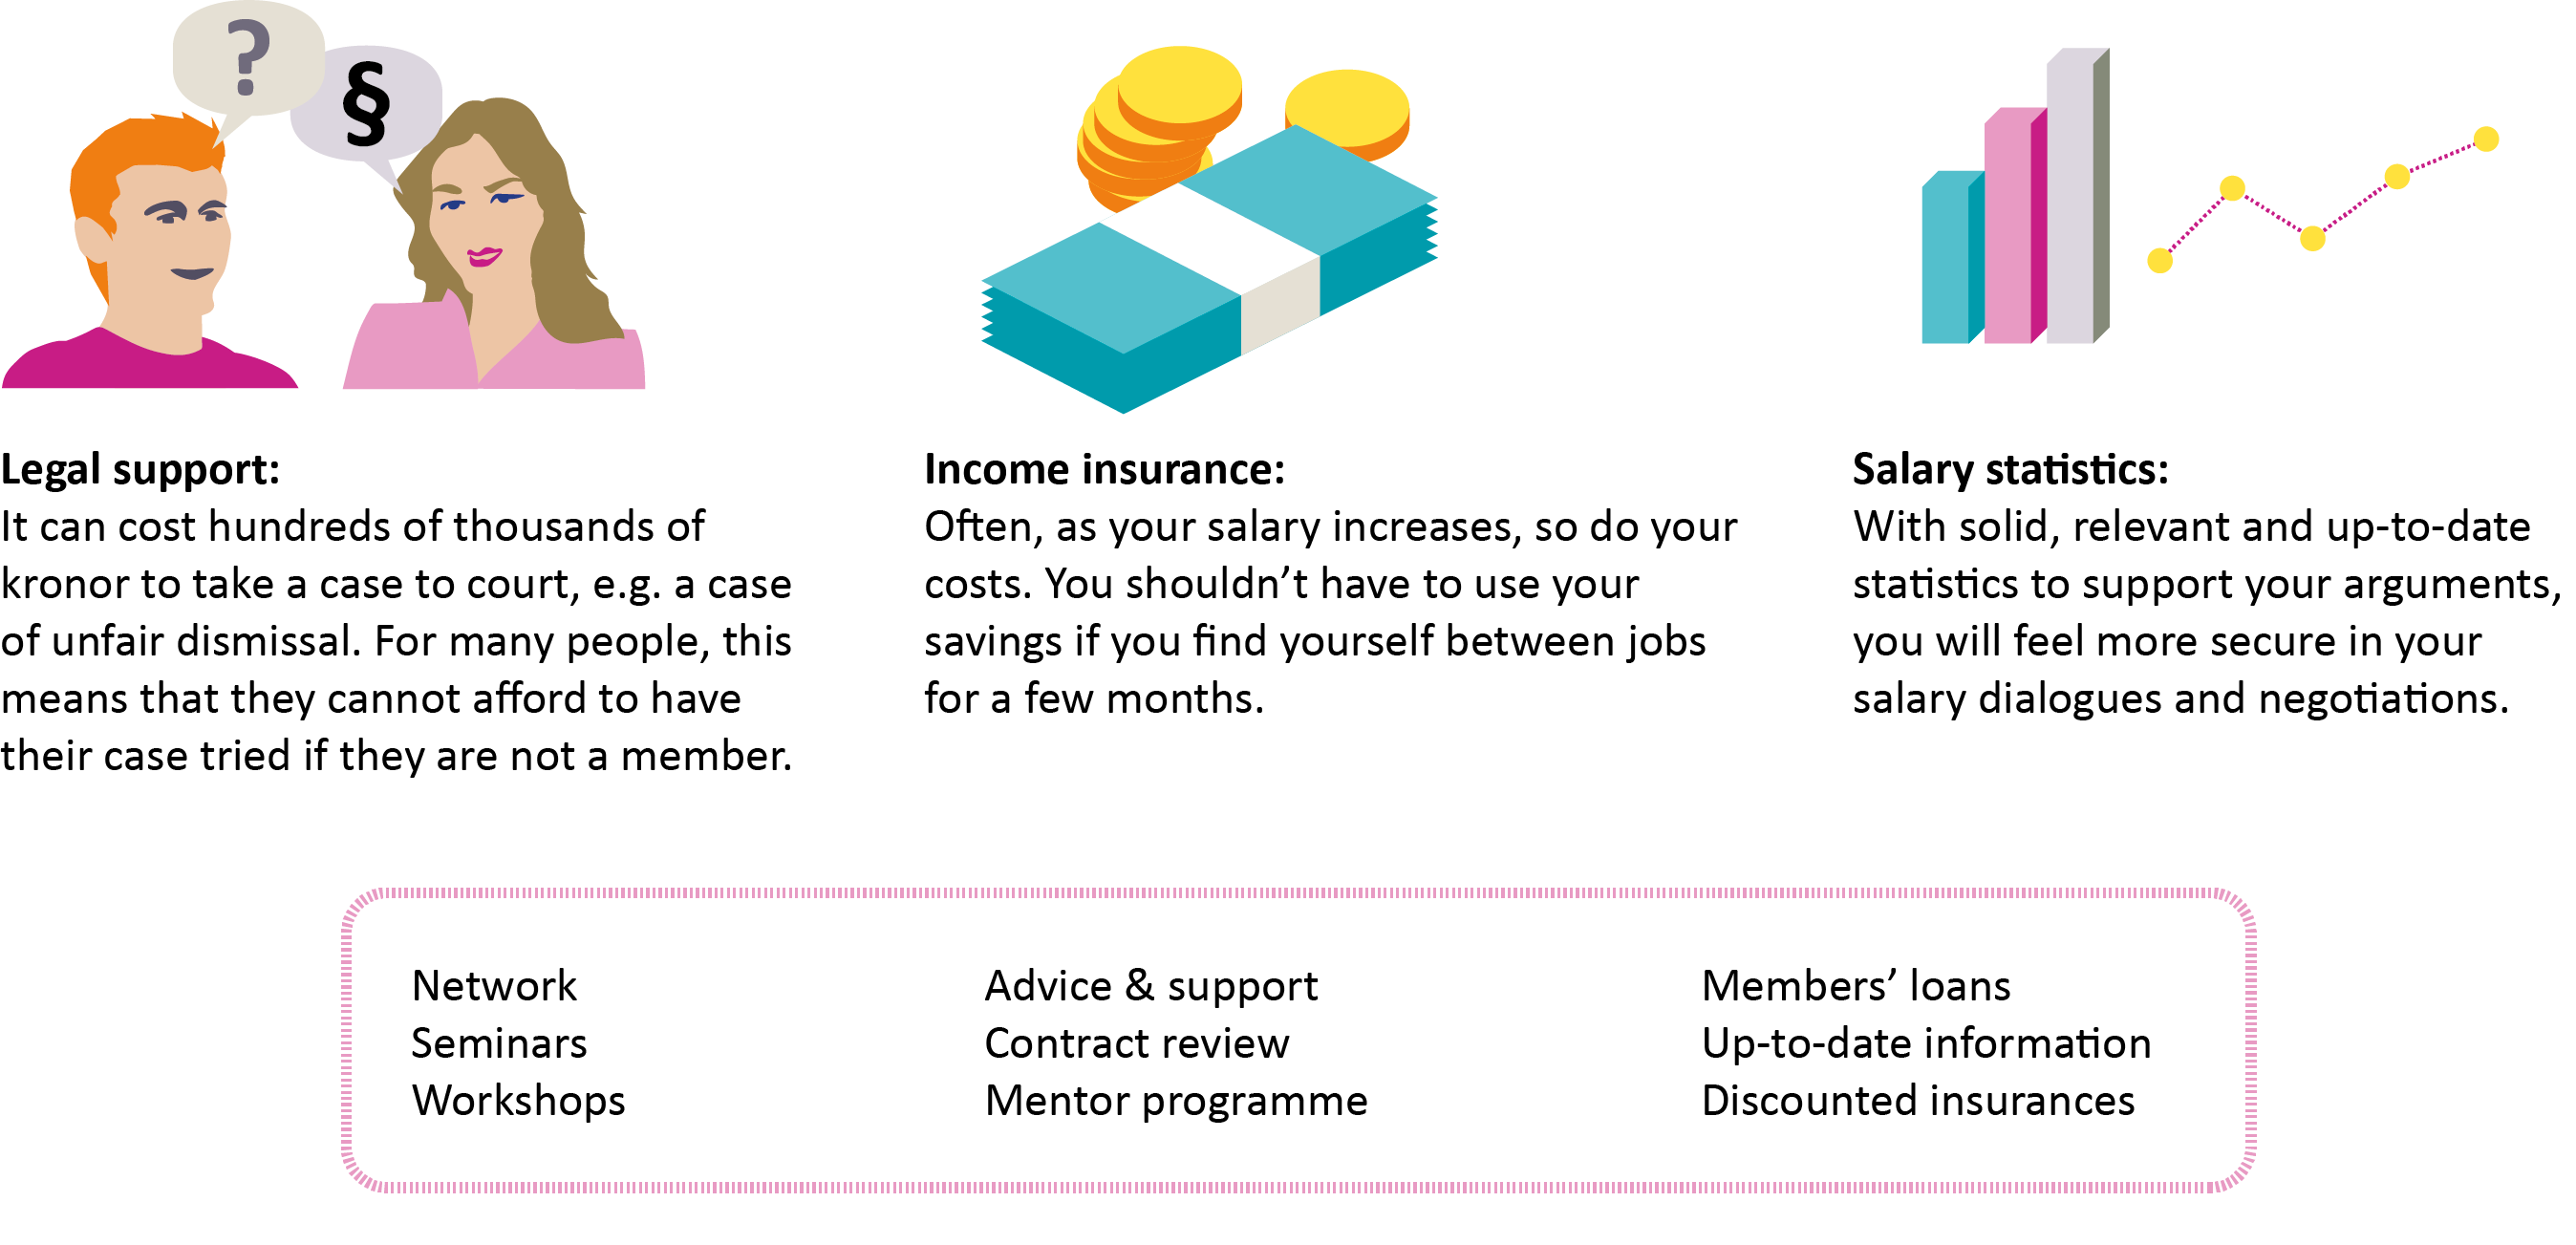 ?
§
Legal support:
It can cost hundreds of thousands of
kronor to take a case to court, e.g. a case
of unfair dismissal. For many people, this
means that they cannot afford to have
their case tried if they are not a member.
Income insurance:
Often, as your salary increases, so do your
costs. You shouldn’t have to use your
savings if you find yourself between jobs
for a few months.
Salary statistics:
With solid, relevant and up-to-date
statistics to support your arguments,
you will feel more secure in your
salary dialogues and negotiations.
Network
Seminars
Workshops
Advice & support
Contract review
Mentor programme
Members’ loans
Up-to-date information
Discounted insurances